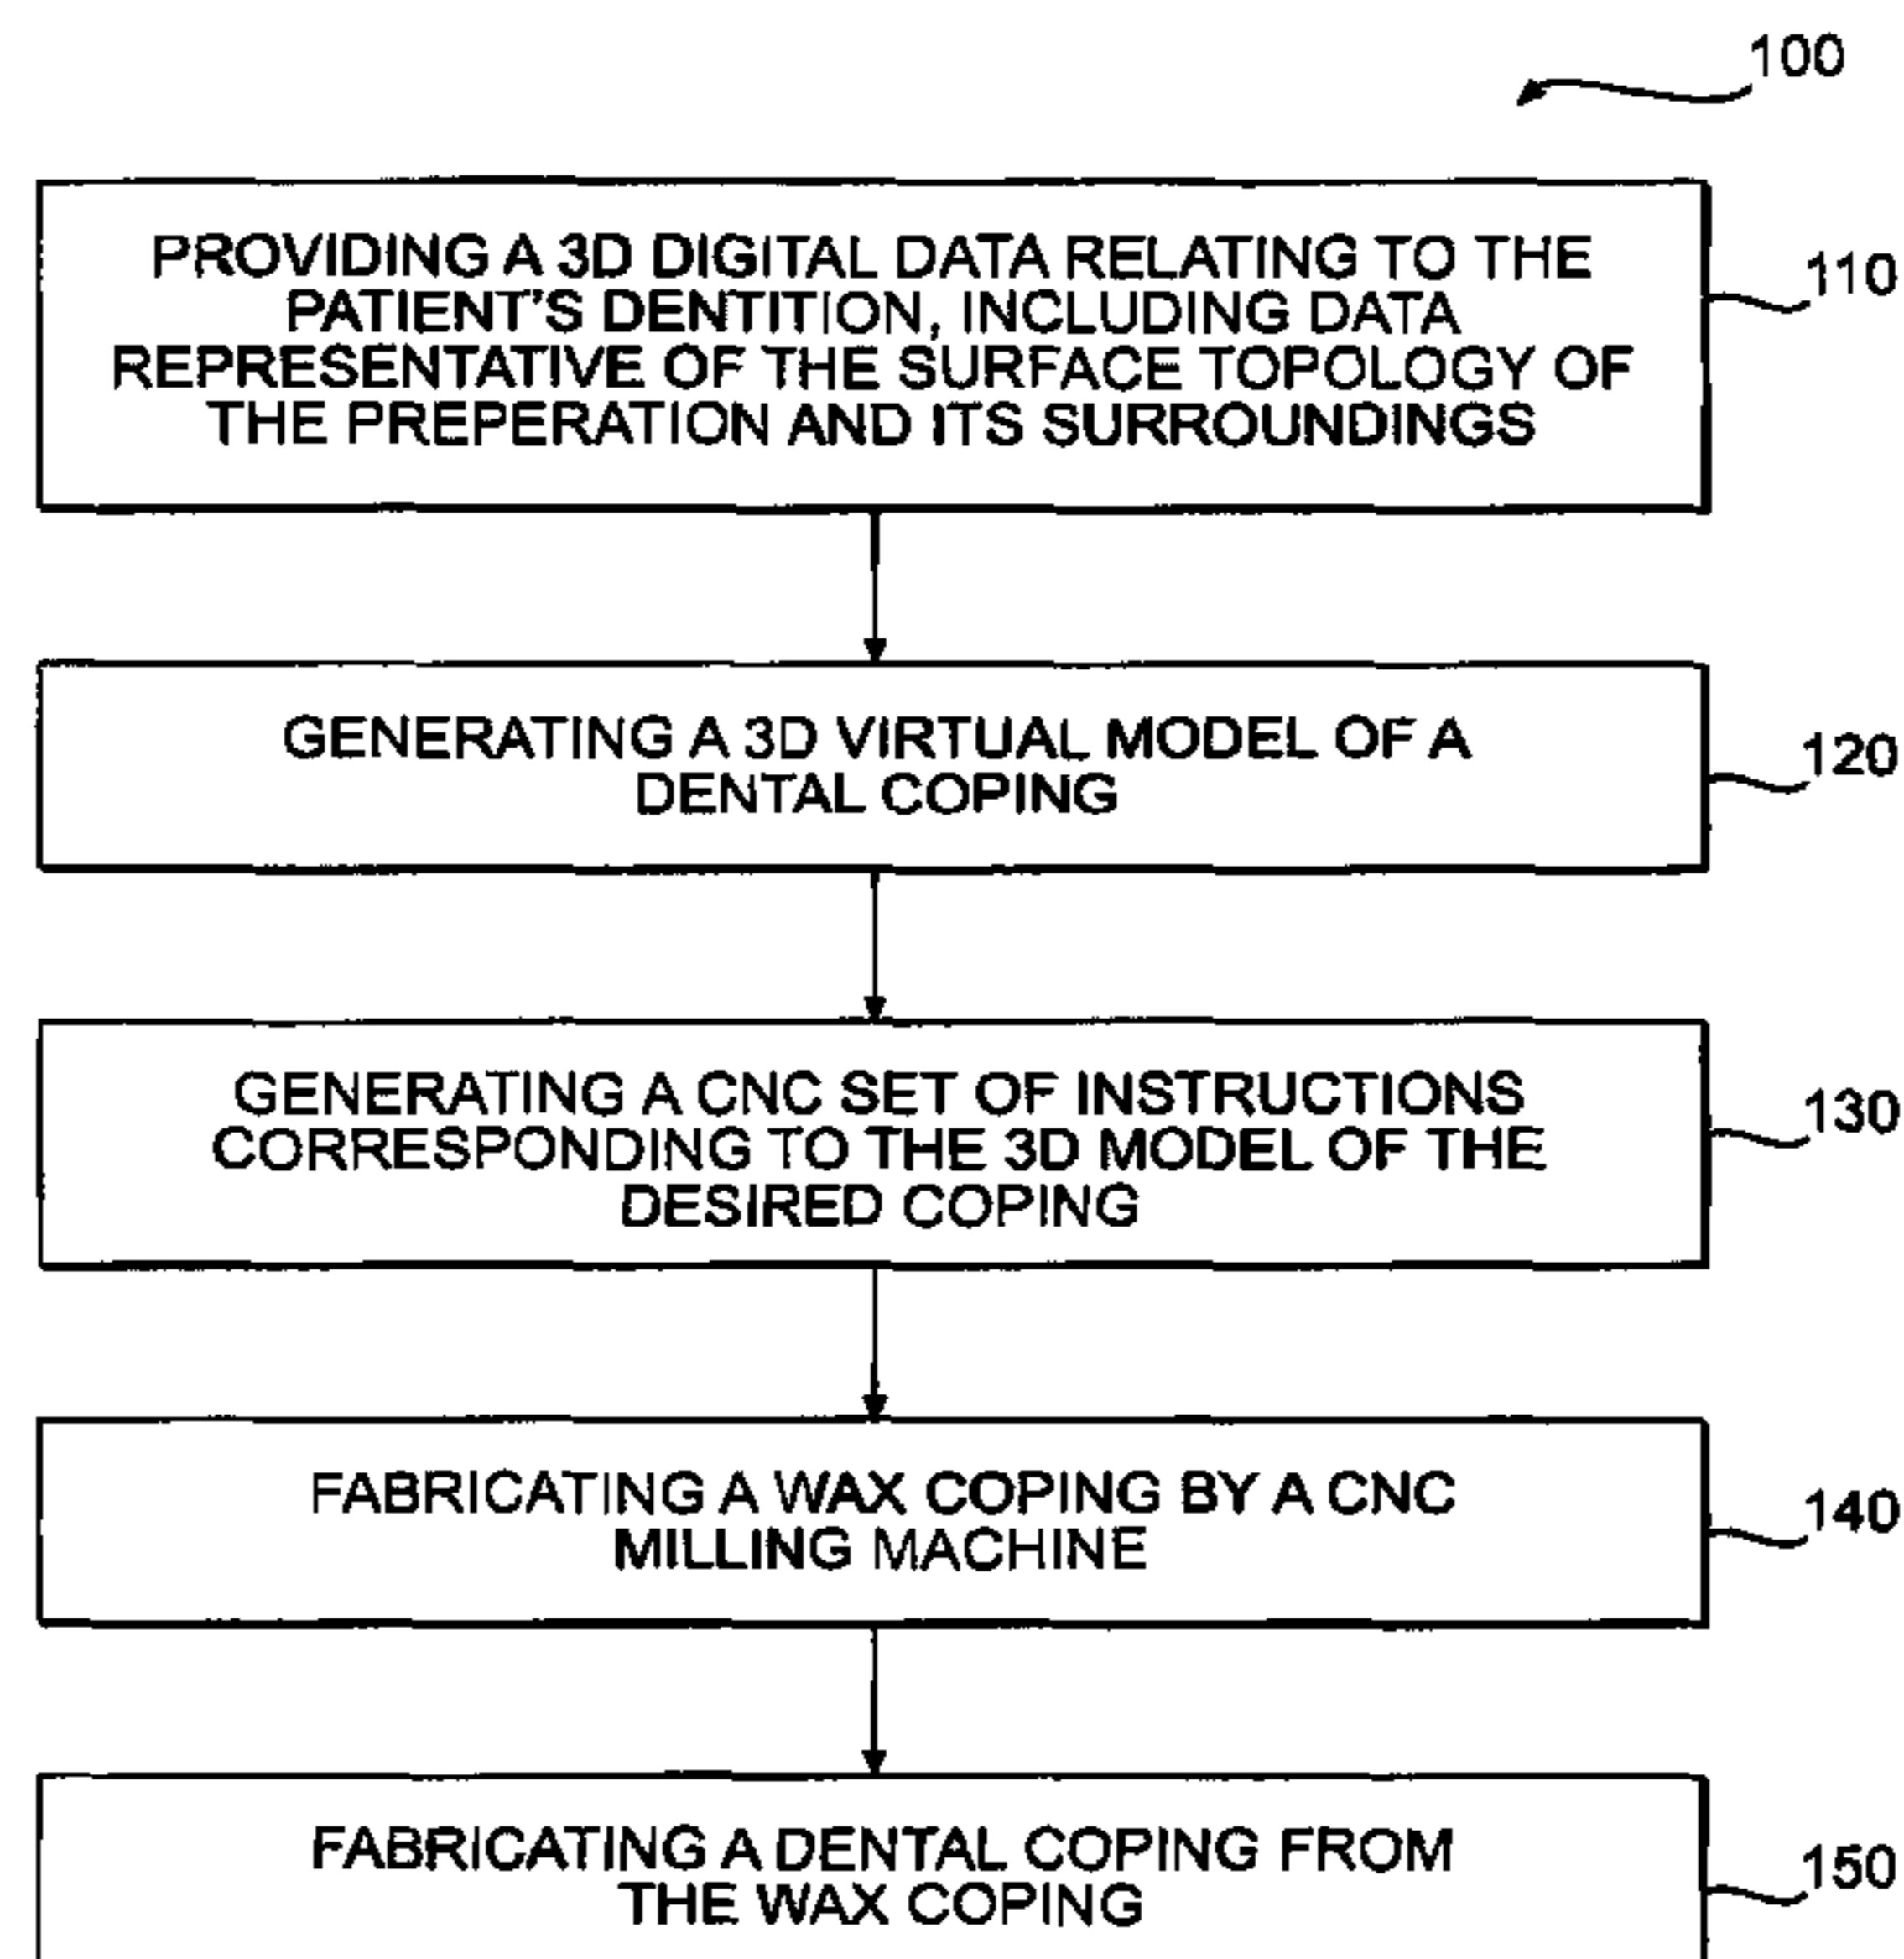 100
PROVIDING A 3D DIGITAL DATA RELATING TO THE
PATIENT'S DENTITION, INCLUDING DATA
REPRESENTATIVE OF THE SURFACE TOPOLOGY OF
THE PREPERATION AND ITS SURROUNDINGS
110
GENERATING A 3D VIRTUAL MODEL OF A
DENTAL COPING
120
GENERATING A CNC SET OF INSTRUCTIONS
CORRESPONDING TO THE 3D MODEL OF THE
DESIRED COPING
130
FABRICATING A WAX COPING BY A CNC
MILLING MACHINE
140
FABRICATING A DENTAL COPING FROM
THE WAX COPING
150